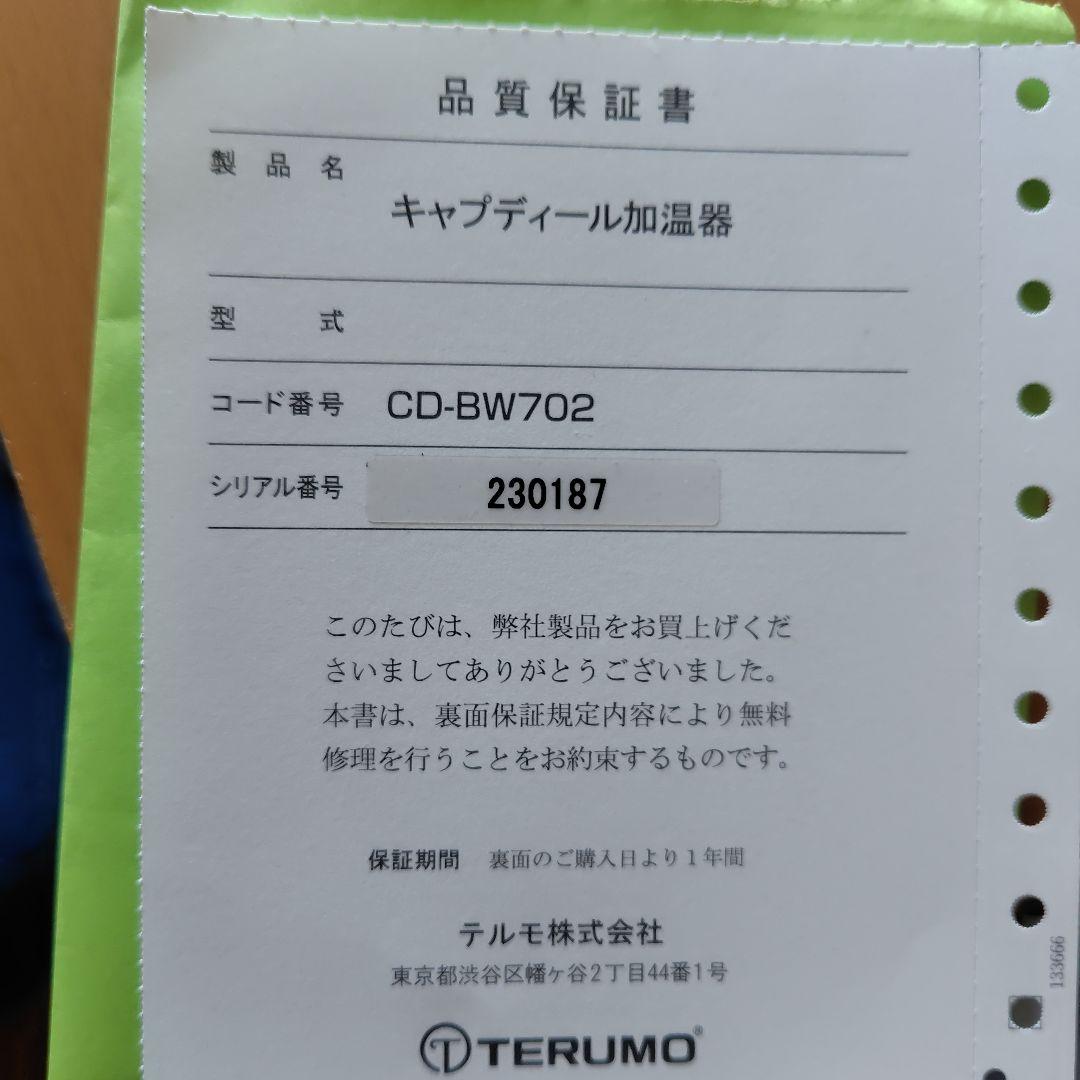 品質保証書
製品名
キャプディール加温器
型式
コード番号 CD-BW702
シリアル番号 230187
このたびは、弊社製品をお買上げくだ
さいましてありがとうございました。
本書は、裏面保証規定内容により無料
修理を行うことをお約束するものです。
保証期間 裏面のご購入日より1年間
テルモ株式会社
東京都渋谷区幡ヶ谷2丁目44番1号
TERUMO®
133666